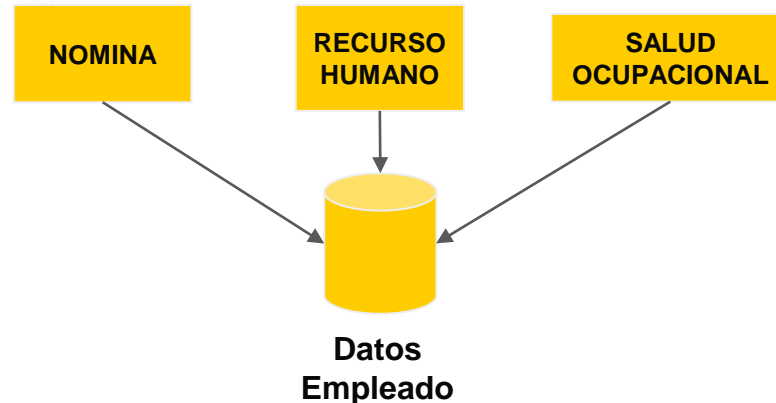 NOMINA
RECURSO
HUMANO
SALUD
OCUPACIONAL
Datos
Empleado